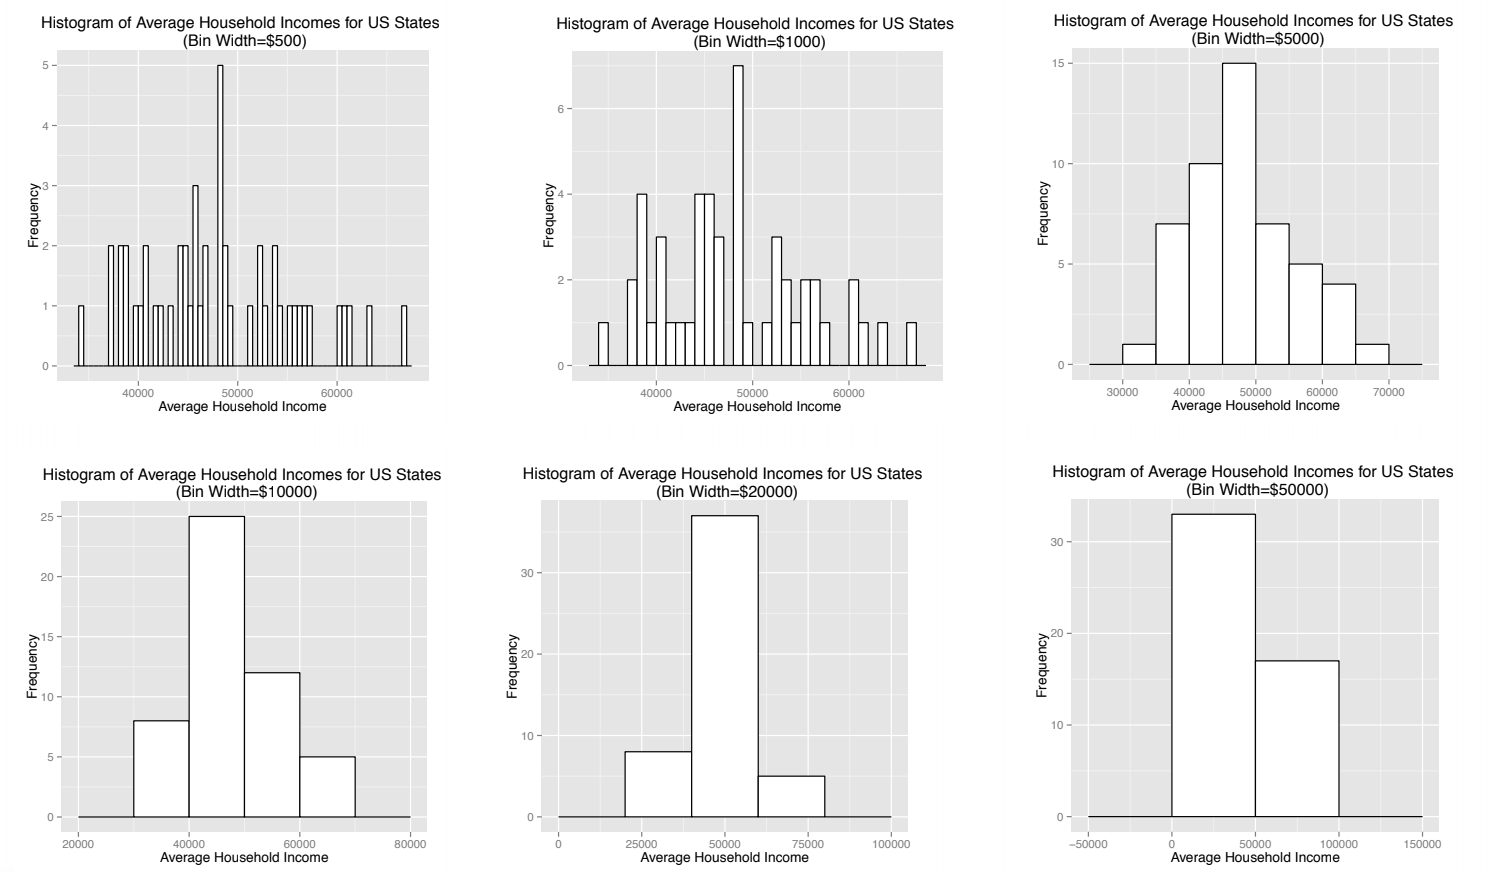 Histogram of Average Household Incomes for US States
(Bin Width=$500)
5
4
3
2
1
0
Frequency
40000 50000 60000
Average Household Income
Histogram of Average Household Incomes for US States
(Bin Width=$1000)
6
4
2
0
Frequency
40000 50000 60000
Average Household Income
Histogram of Average Household Incomes for US States
(Bin Width=$5000)
15
10
5
0
Frequency
30000 40000 50000 60000 70000
Average Household Income
Histogram of Average Household Incomes for US States
(Bin Width=$10000)
25
20
15
10
5
0
Frequency
20000 40000 60000 80000
Average Household Income
Histogram of Average Household Incomes for US States
(Bin Width=$20000)
30
20
10
0
Frequency
0 25000 50000 75000 100000
Average Household Income
Histogram of Average Household Incomes for US States
(Bin Width=$50000)
30
20
10
0
Frequency
−50000 0 50000 100000 150000
Average Household Income